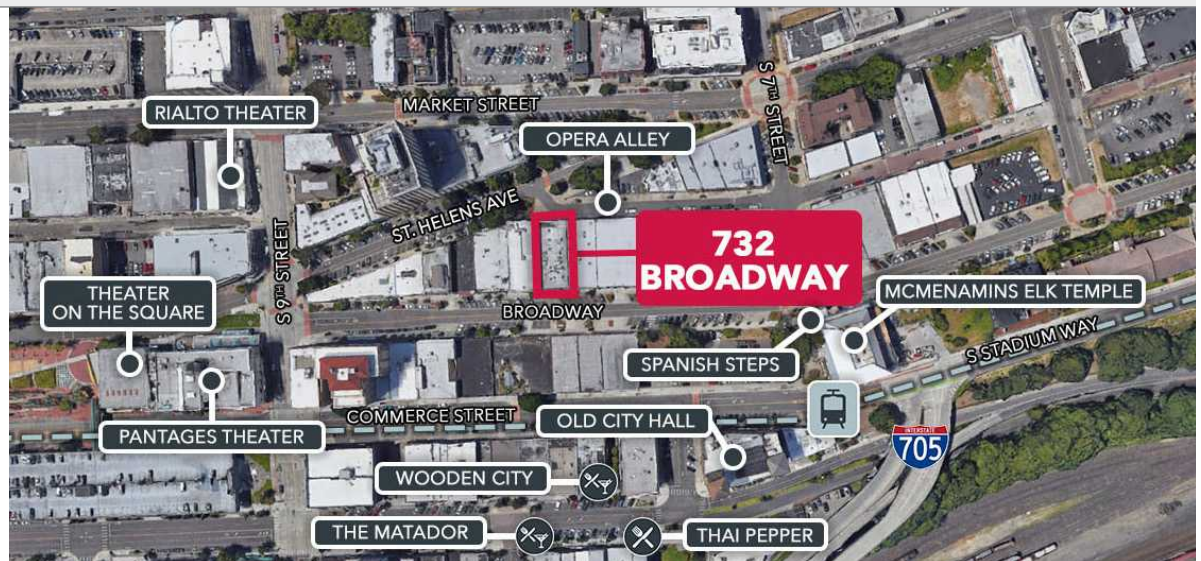 MARKET STREET
RIALTO THEATER
S 7TH STREET
OPERA ALLEY
ST. HELENS AVE
732
BROADWAY
S 9TH STREET
THEATER
ON THE SQUARE
BROADWAY
MCMENAMINS ELK TEMPLE
SPANISH STEPS
S STADIUM WAY
COMMERCE STREET
PANTAGES THEATER
OLD CITY HALL
INTERSTATE
705
WOODEN CITY
THE MATADOR
THAI PEPPER